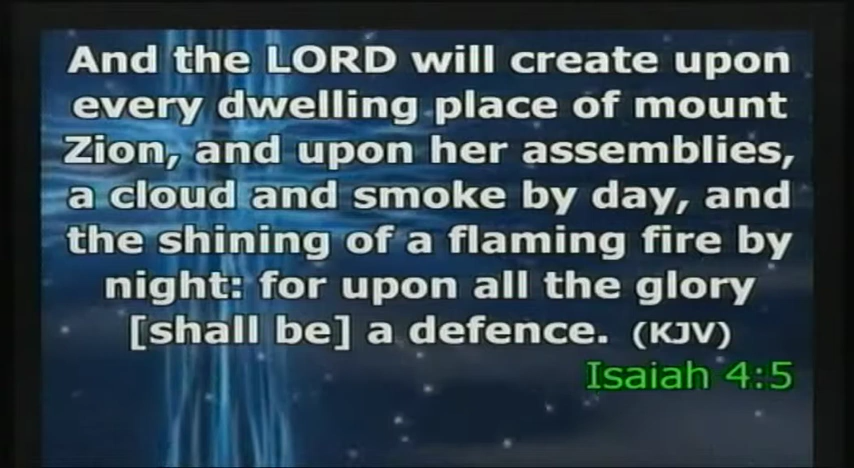 And the LORD will create upon
every dwelling place of mount
Zion, and upon her assemblies,
a cloud and smoke by day, and
the shining of a flaming fire by
night: for upon all the glory
[shall be] a defence. (KJV)
Isaiah 4:5